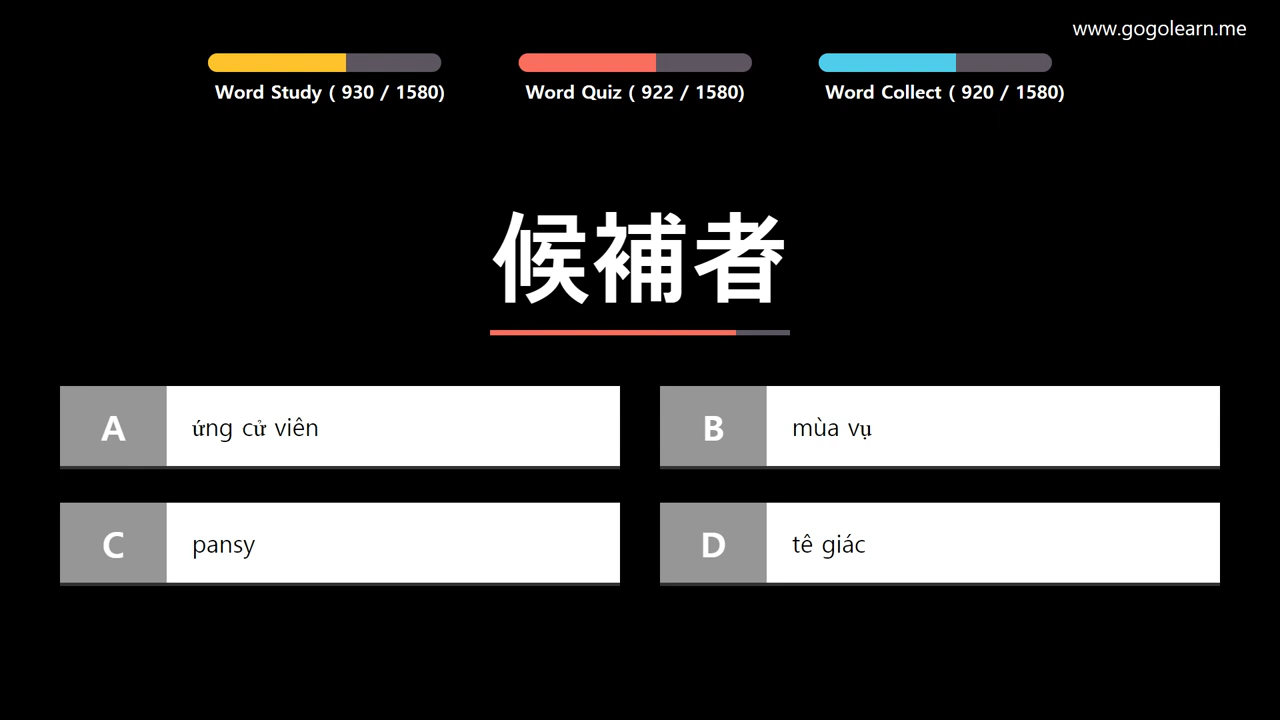 www.gogolearn.me
Word Study ( 930 / 1580)
Word Quiz ( 922 / 1580)
Word Collect ( 920 / 1580)
候補者
A
ứng cử viên
B
mùa vụ
C
pansy
D
tê giác